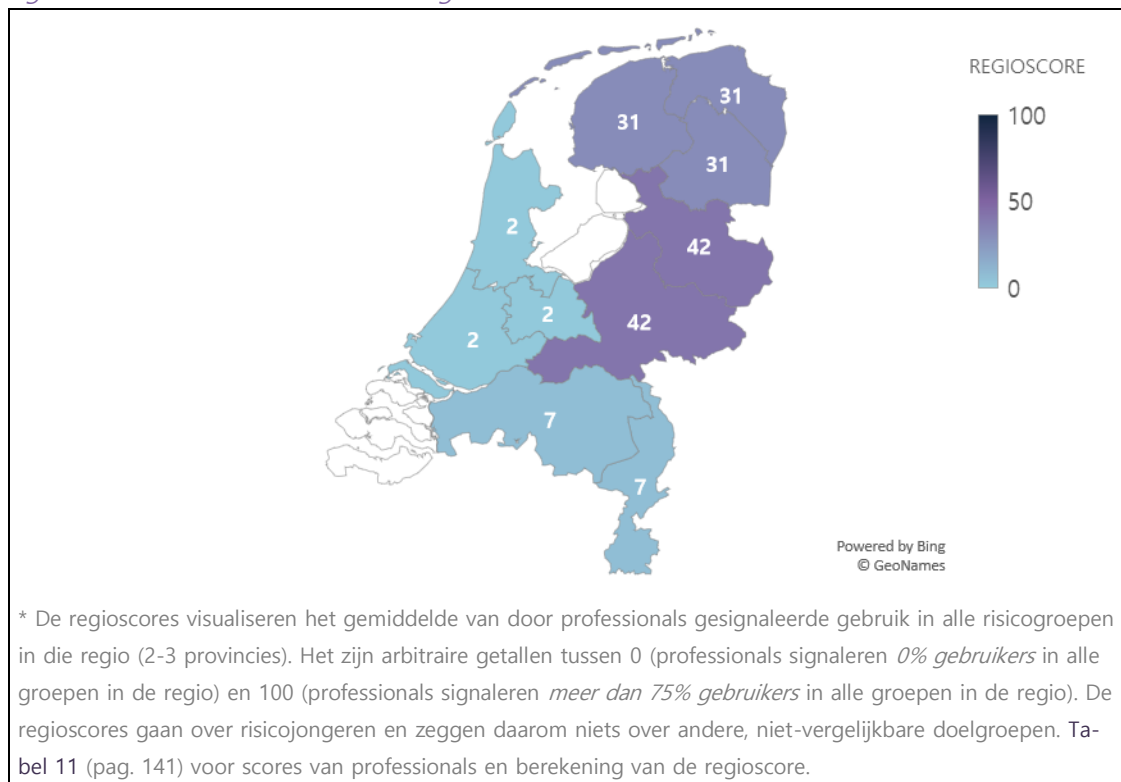 REGIOSCORE
100
50
0
31
31
31
42
42
2
2
2
7
7
Powered by Bing
© GeoNames
* De regioscores visualiseren het gemiddelde van door professionals gesignaleerde gebruik in alle risicogroepen
in die regio (2-3 provincies). Het zijn arbitraire getallen tussen 0 (professionals signaleren 0% gebruikers in alle
groepen in de regio) en 100 (professionals signaleren meer dan 75% gebruikers in alle groepen in de regio). De
regioscores gaan over risicojongeren en zeggen daarom niets over andere, niet-vergelijkbare doelgroepen. Ta-
bel 11 (pag. 141) voor scores van professionals en berekening van de regioscore.